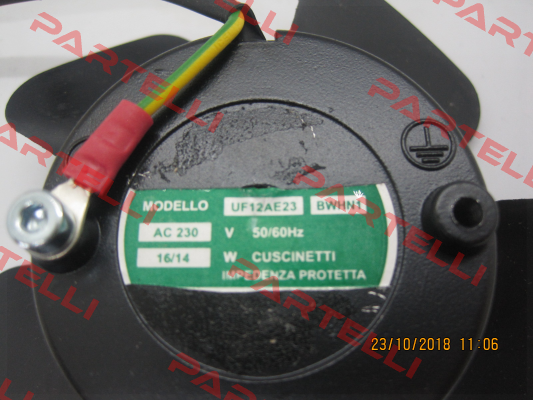 MODELLO UF12AE23 BWHN1
AC 230 V 50/60Hz
16/14 W CUSCINETTI
IMPEDENZA PROTETTA
23/10/2018 11:06
PARTELLI
PARTELLI
PARTELLI
PARTELLI
PARTELLI
PARTELLI